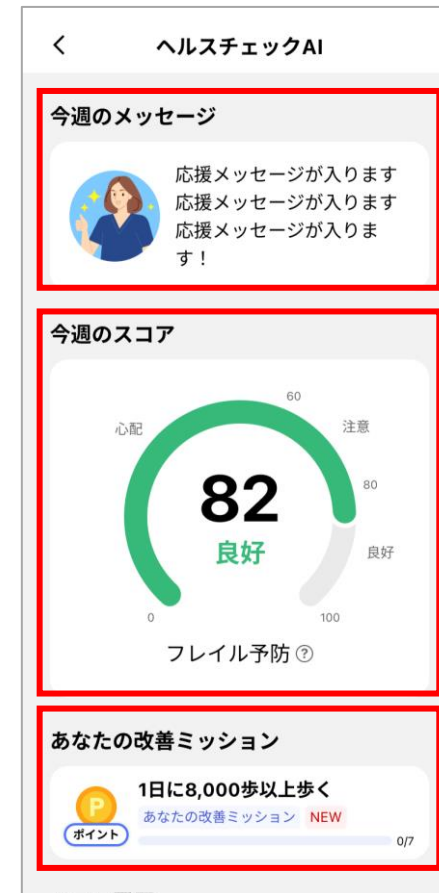 ヘルスチェックAI
今週のメッセージ
応援メッセージが入ります
応援メッセージが入ります
応援メッセージが入りま
す！
今週のスコア
60
心配
注意
82
80
良好
良好
0
100
フレイル予防 ?
あなたの改善ミッション
P
ポイント
1日に8,000歩以上歩く
あなたの改善ミッション NEW
0/7